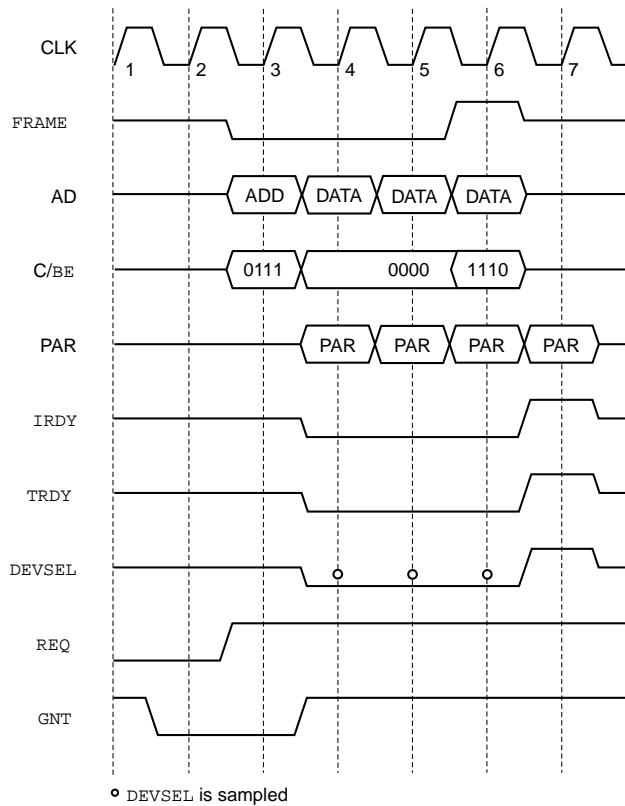 CLK
1 2 3 4 5 6 7
FRAME
AD ADD DATA DATA DATA
C/BE 0111 0000 1110
PAR PAR PAR PAR PAR
IRDY
TRDY
DEVSEL
REQ
GNT
DEVSEL is sampled